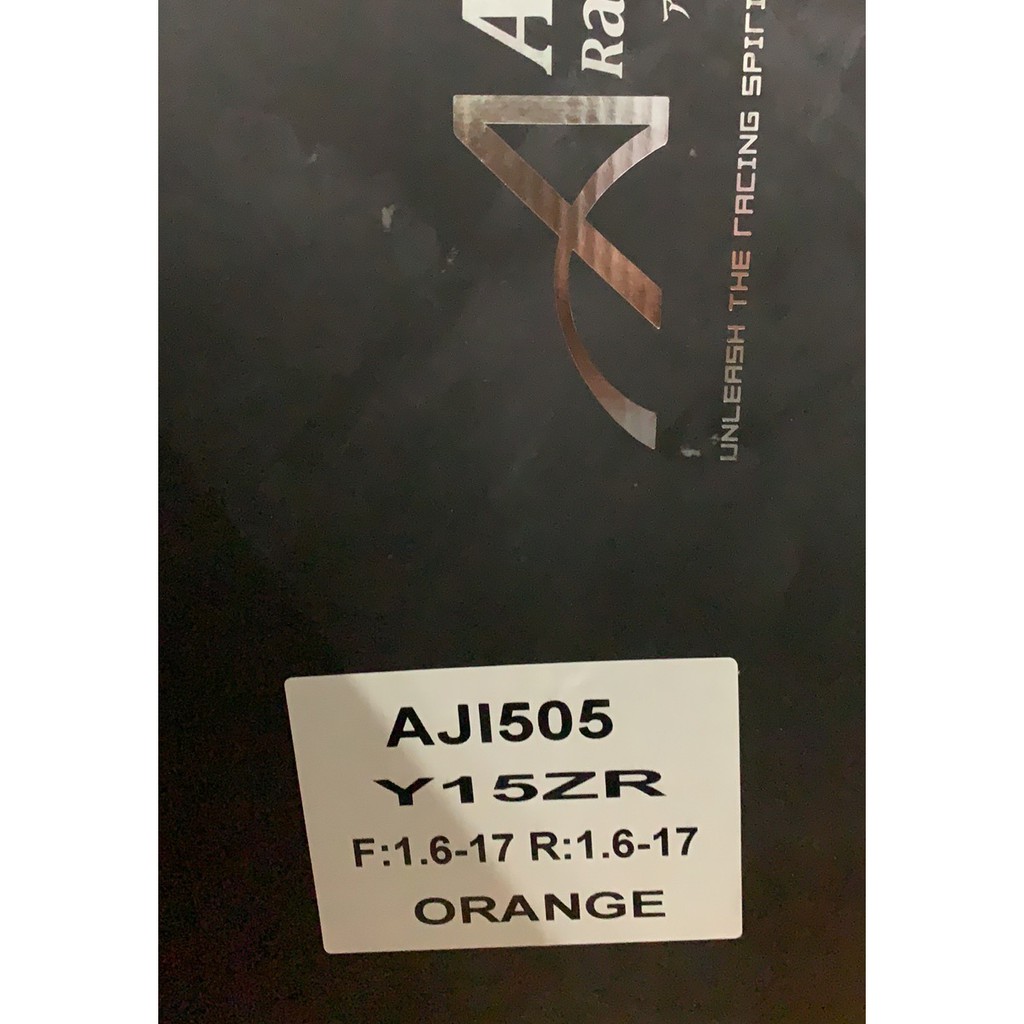 UNLEASH THE RACING SPIRI
AJI505
Y15ZR
F:1.6-17 R:1.6-17
ORANGE